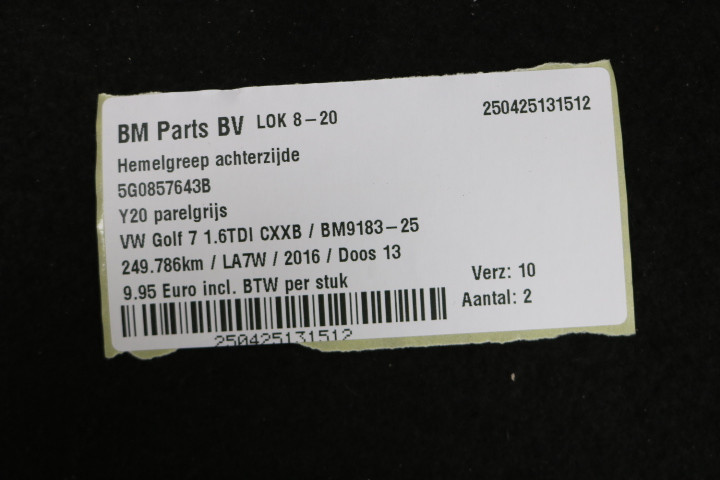 BM Parts BV LOK 8-20 250425131512
Hemelgreep achterzijde
5G0857643B
Y20 parelgrijs
VW Golf 7 1.6TDI CXXB / BM9183-25
249.786km / LA7W / 2016 / Doos 13
9.95 Euro incl. BTW per stuk
Verz: 10
Aantal: 2
250425131512